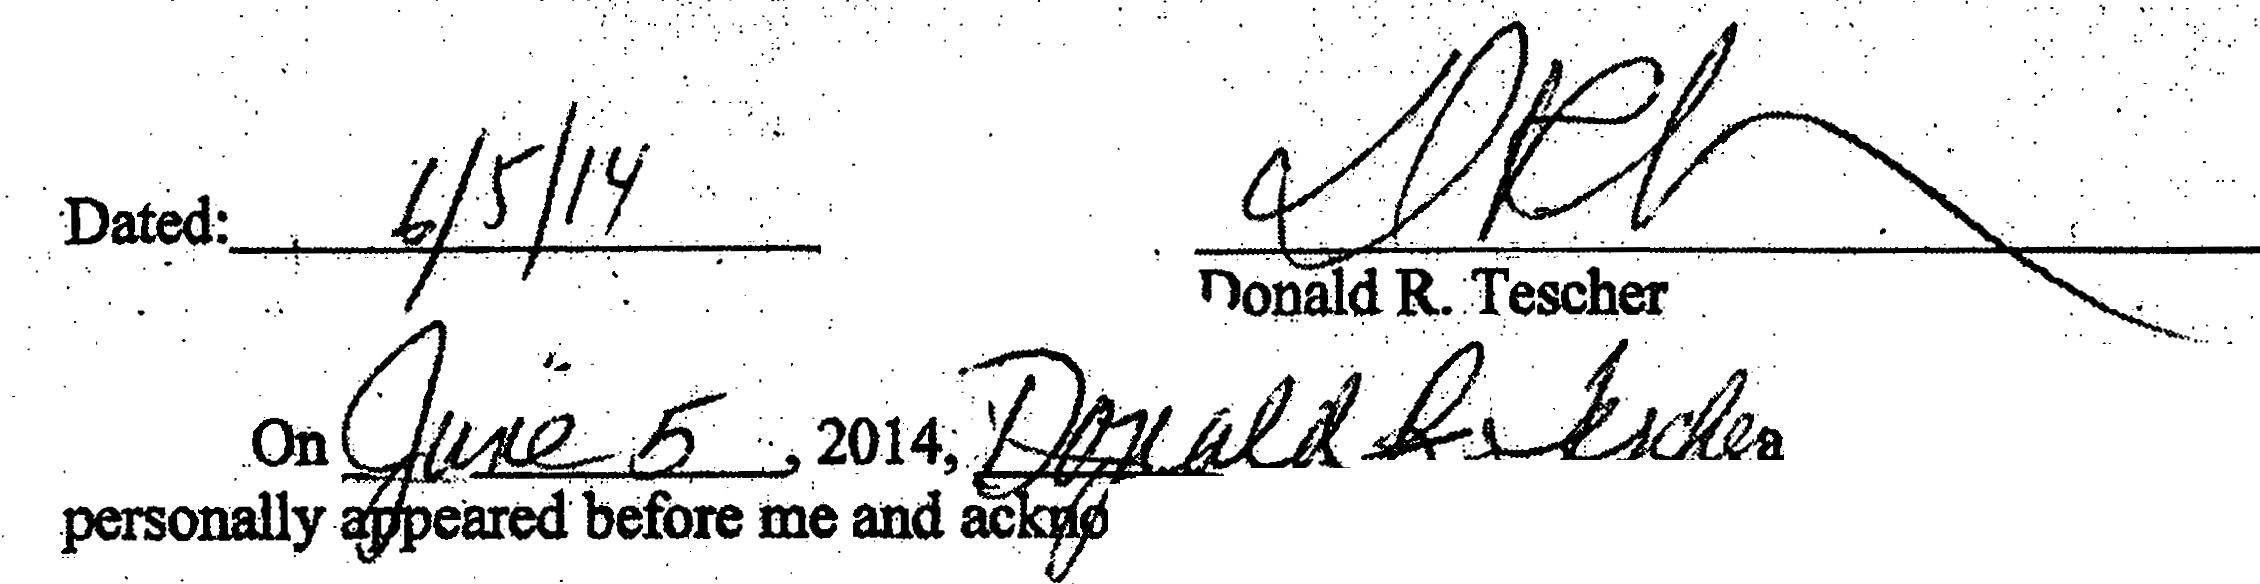 Dated: 6/5/14
Donald R. Tescher
On June 5, 2014, Donald R. Tescher
personally appeared before me and ackno